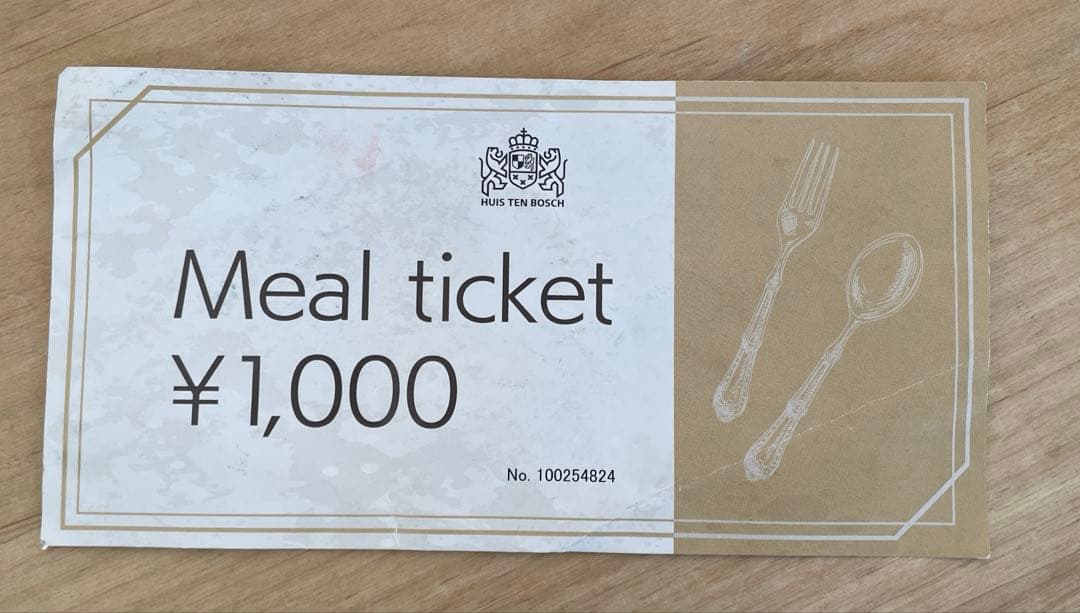 HUIS TEN BOSCH
Meal ticket
¥1,000
No. 100254824